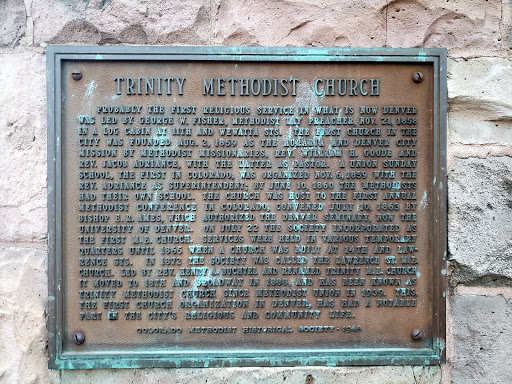 TRINITY METHODIST CHURCH
PROBABLY THE FIRST RELIGIOUS SERVICE IN WHAT IS NOW DENVER
WAS LED BY GEORGE W. FISHER, METHODIST LAY PREACHER NOV. 21, 1858
IN A LOG CABIN AT 11TH AND WEWATTA STS. THE FIRST CHURCH IN THE
CITY WAS FOUNDED AUG. 2, 1859 AS THE AURARIA AND DENVER CITY
MISSION BY METHODIST MISSIONARIES, REV. WILLIAM H. GOODE AND
REV. JACOB ADRIANCE, WITH THE LATTER AS PASTOR. A UNION SUNDAY
SCHOOL, THE FIRST IN COLORADO, WAS ORGANIZED NOV. 6, 1859 WITH THE
REV. ADRIANCE AS SUPERINTENDENT; BY JUNE 10, 1860 THE METHODISTS
HAD THEIR OWN SCHOOL. THE CHURCH WAS HOST TO THE FIRST ANNUAL
METHODIST CONFERENCE IN COLORADO, CONVENED JULY 10, 1863 BY
BISHOP E. R. AMES, WHICH AUTHORIZED THE DENVER SEMINARY, NOW THE
UNIVERSITY OF DENVER. ON JULY 22 THE SOCIETY INCORPORATED AS
THE FIRST M.E. CHURCH. SERVICES WERE HELD IN VARIOUS TEMPORARY
QUARTERS UNTIL 1865 WHEN A CHURCH WAS BUILT AT 14TH AND LAW-
RENCE STS. IN 1872 THE SOCIETY WAS CALLED THE LAWRENCE ST. M.E.
CHURCH. LED BY REV. HENRY A. BUCHTEL AND RENAMED TRINITY M.E. CHURCH,
IT MOVED TO 18TH AND BROADWAY IN 1888, AND HAS BEEN KNOWN AS
TRINITY METHODIST CHURCH SINCE METHODIST UNION IN 1939. THIS,
THE FIRST CHURCH ORGANIZATION IN DENVER, HAS HAD A NOTABLE
PART IN THE CITY'S RELIGIOUS AND COMMUNITY LIFE.
COLORADO METHODIST HISTORICAL SOCIETY - 1948